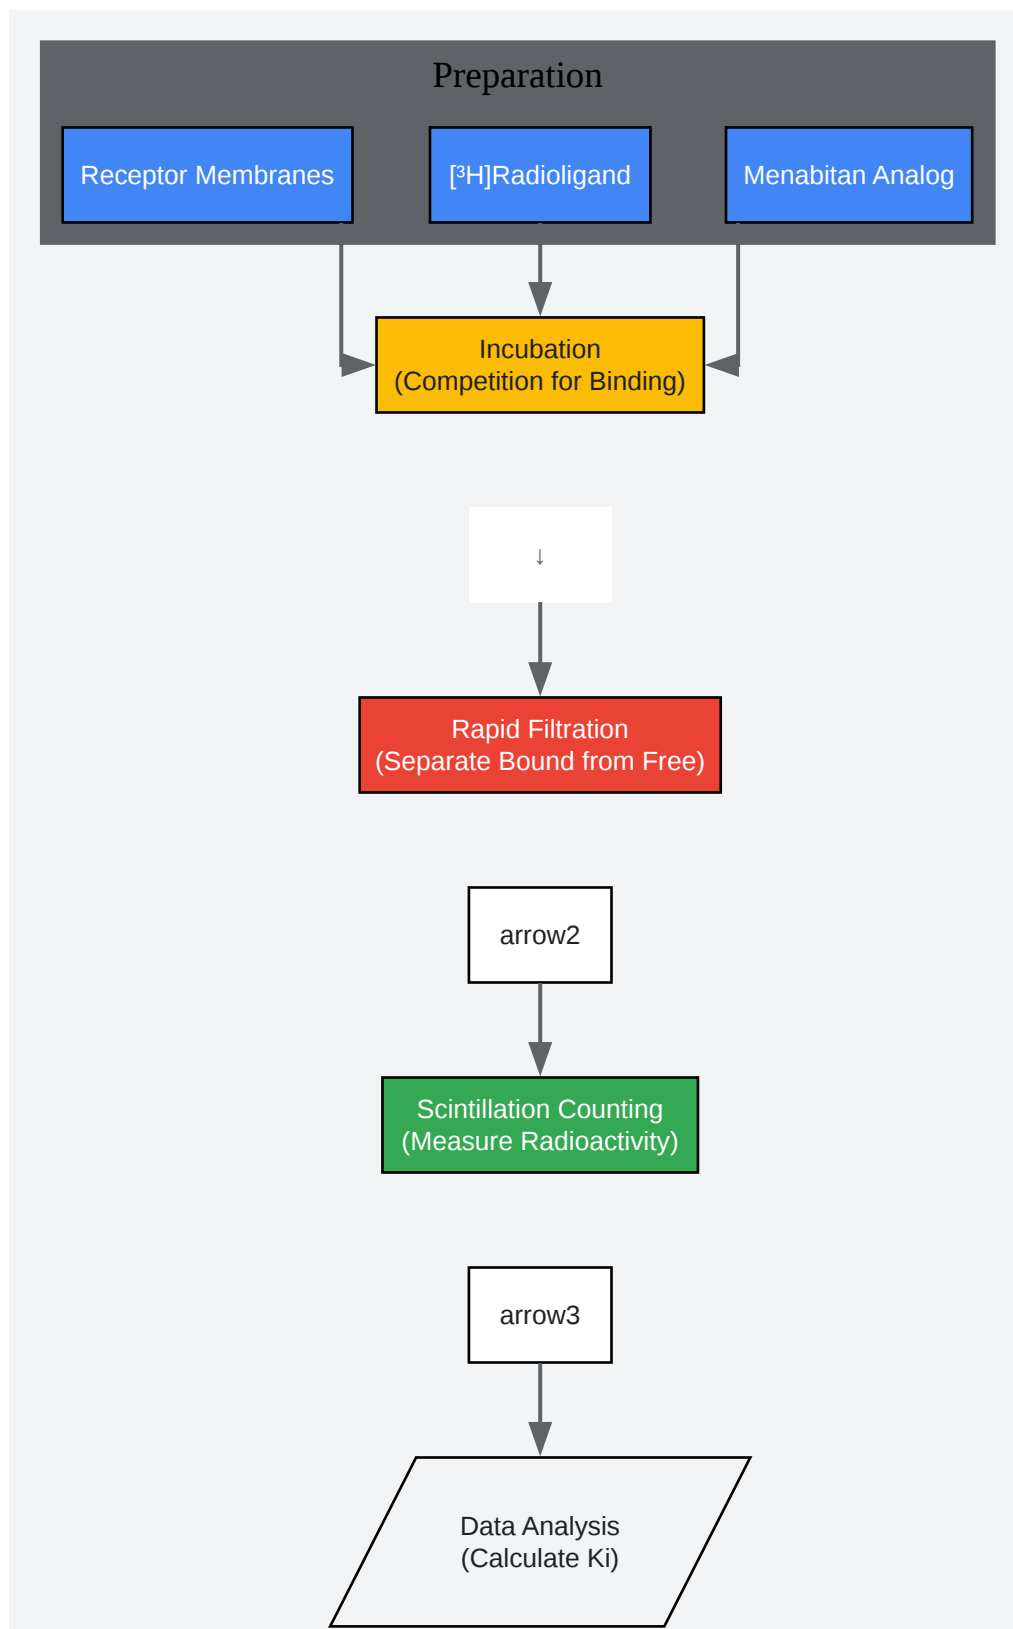 Preparation
Receptor Membranes
[³H]Radioligand
Menabitan Analog
Incubation
(Competition for Binding)
↓
Rapid Filtration
(Separate Bound from Free)
arrow2
Scintillation Counting
(Measure Radioactivity)
arrow3
Data Analysis
(Calculate Ki)